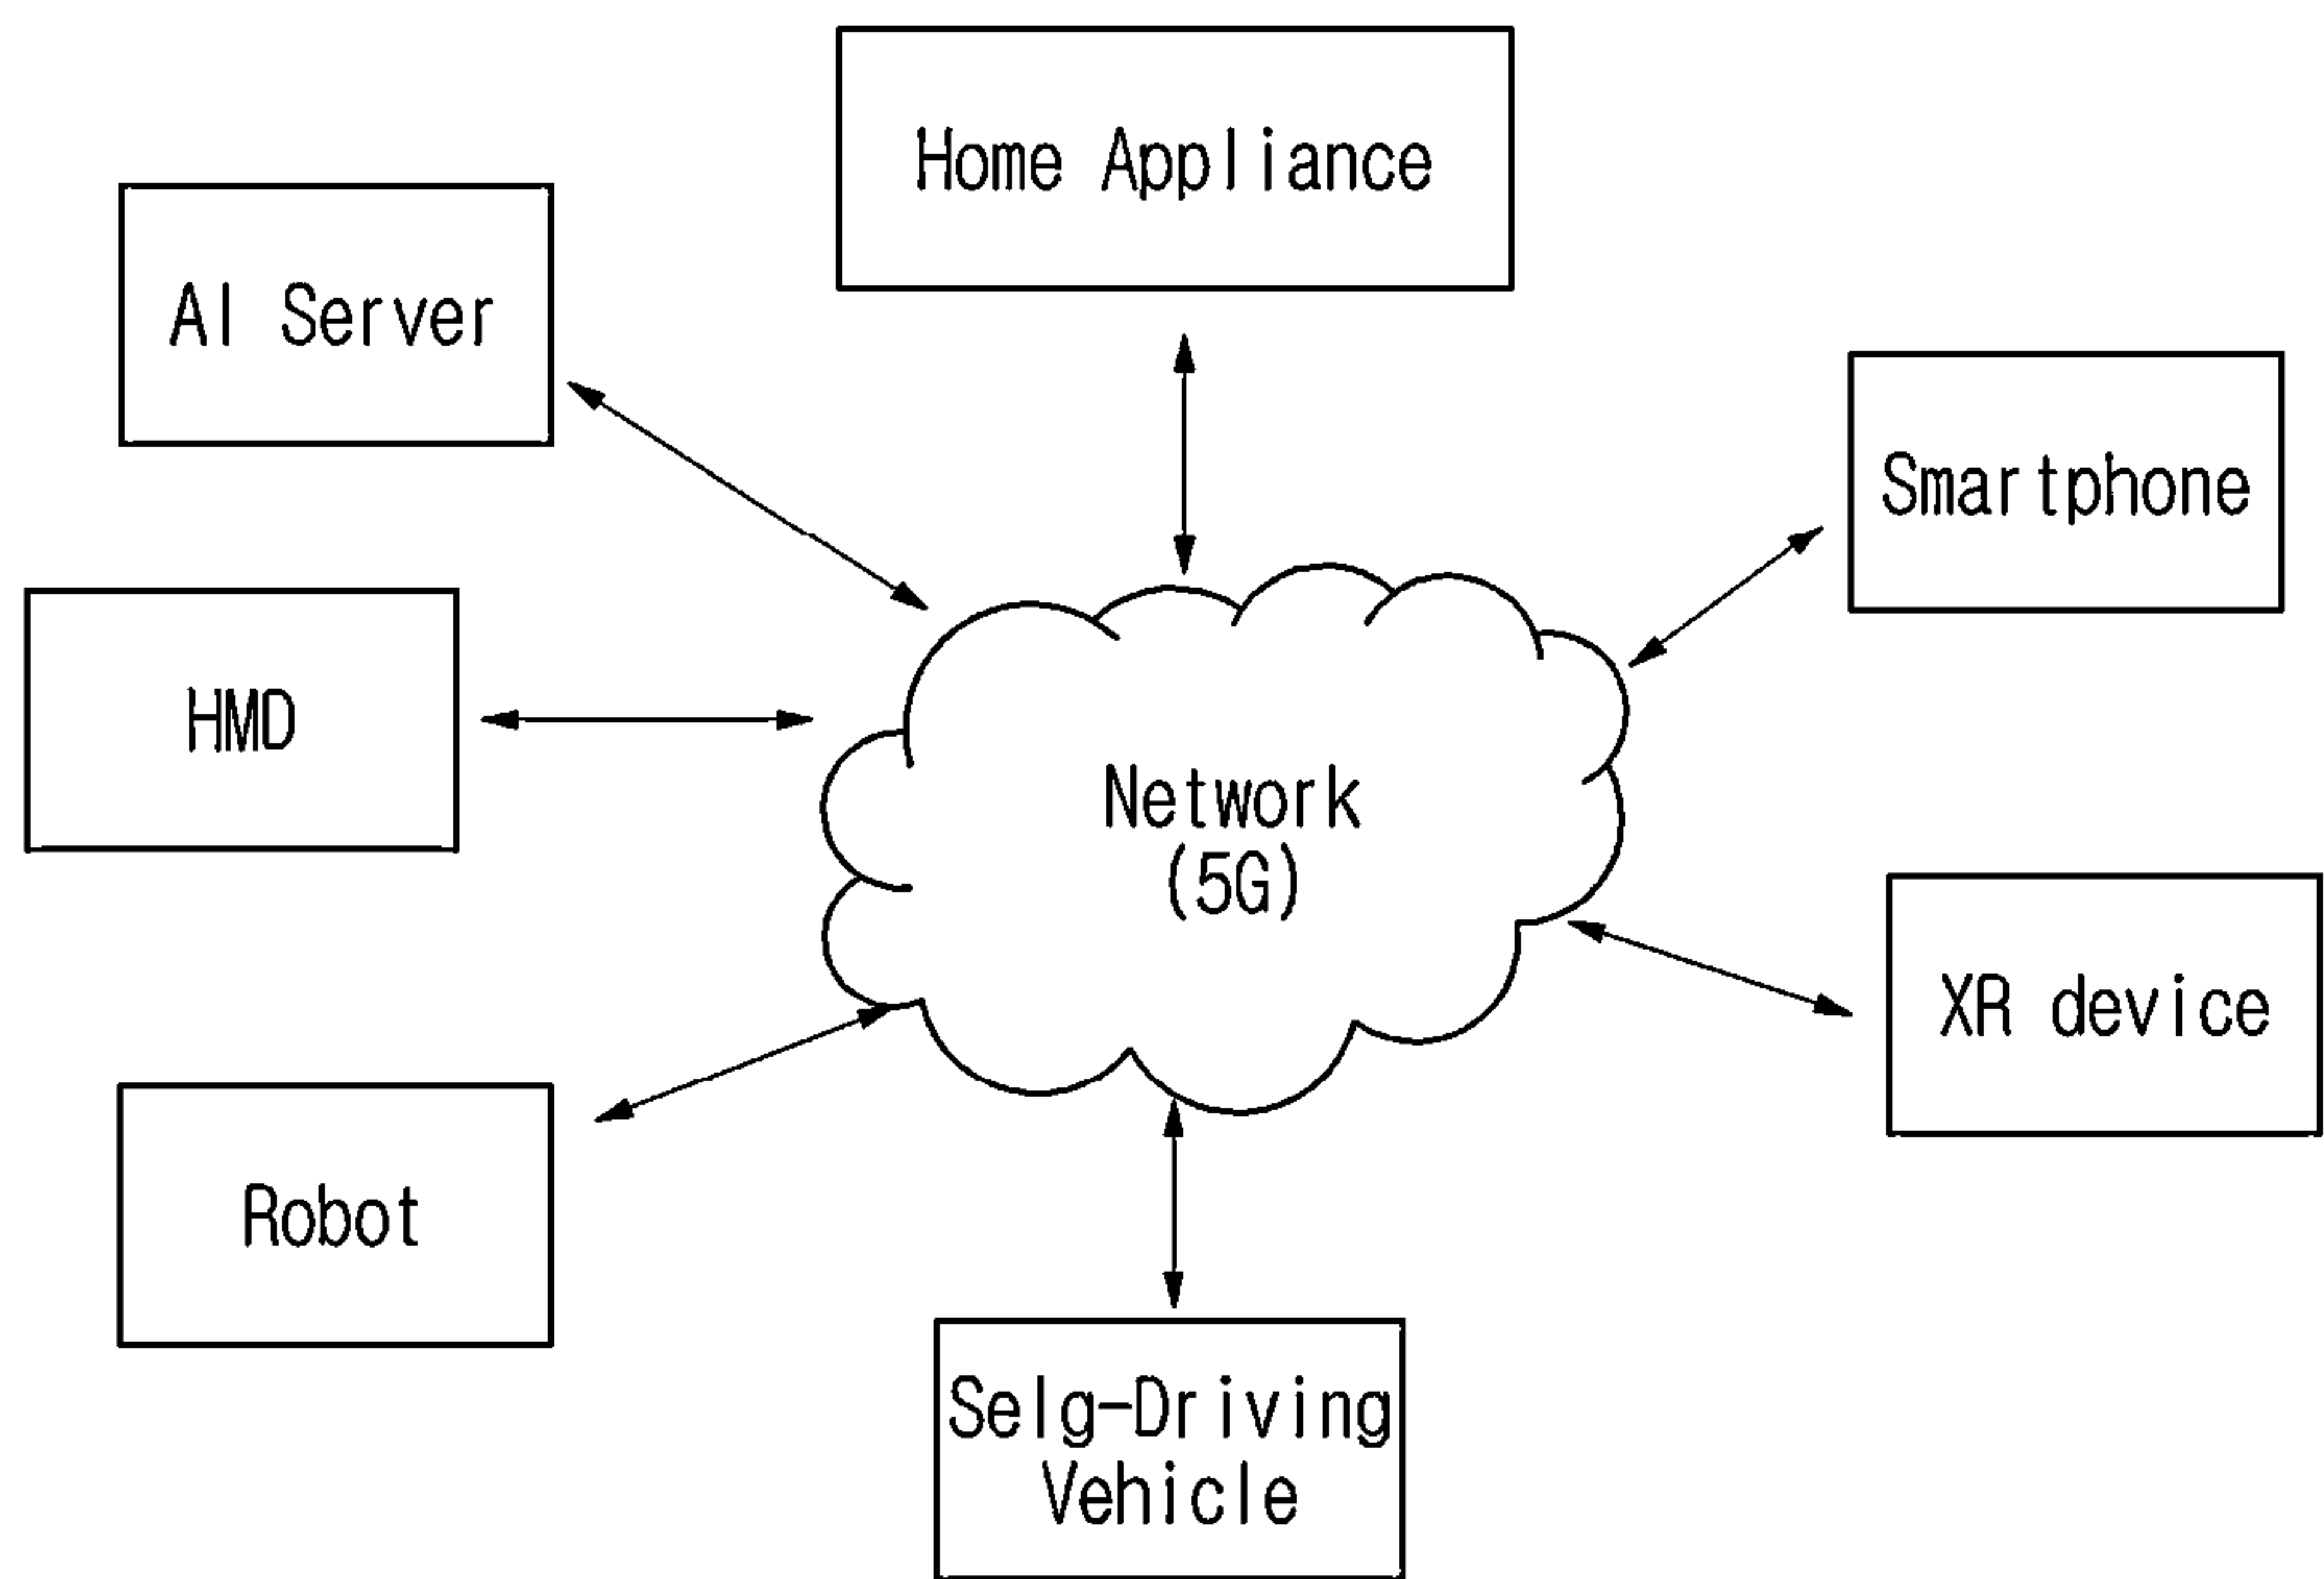 Home Appliance
AI Server
Smartphone
HMD
Network
(5G)
XR device
Robot
Selg-Driving
Vehicle